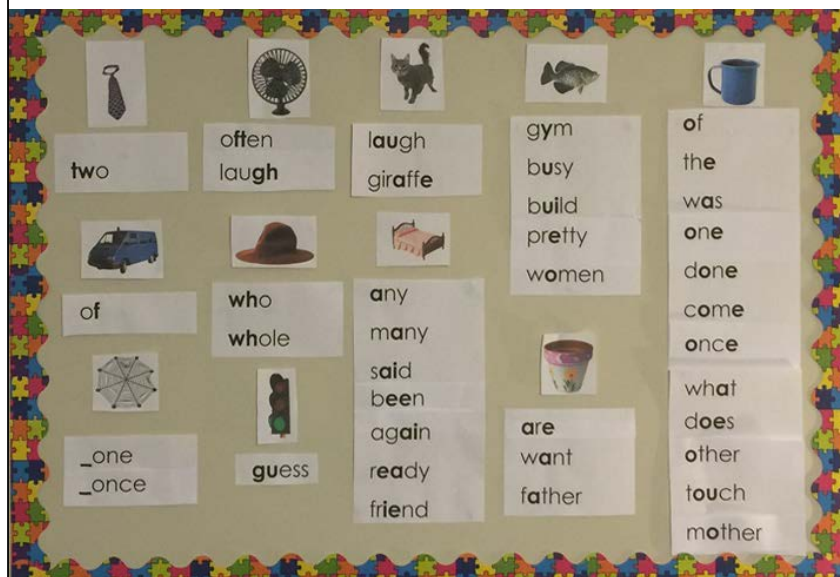 two
often
laugh
laugh
giraffe
gym
busy
build
pretty
women
of
the
was
one
done
come
once
what
does
other
touch
mother
of
who
whole
any
many
said
been
again
ready
friend
are
want
father
_one
_once
guess